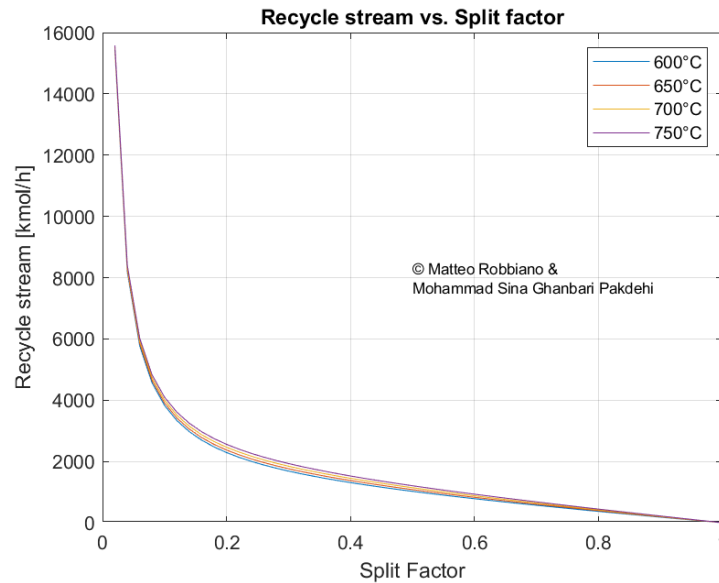 Recycle stream vs. Split factor
16000
14000
12000
10000
8000
6000
4000
2000
0
Recycle stream [kmol/h]
600°C
650°C
700°C
750°C
© Matteo Robbiano &
Mohammad Sina Ghanbari Pakdehi
0
0.2
0.4
0.6
0.8
Split Factor